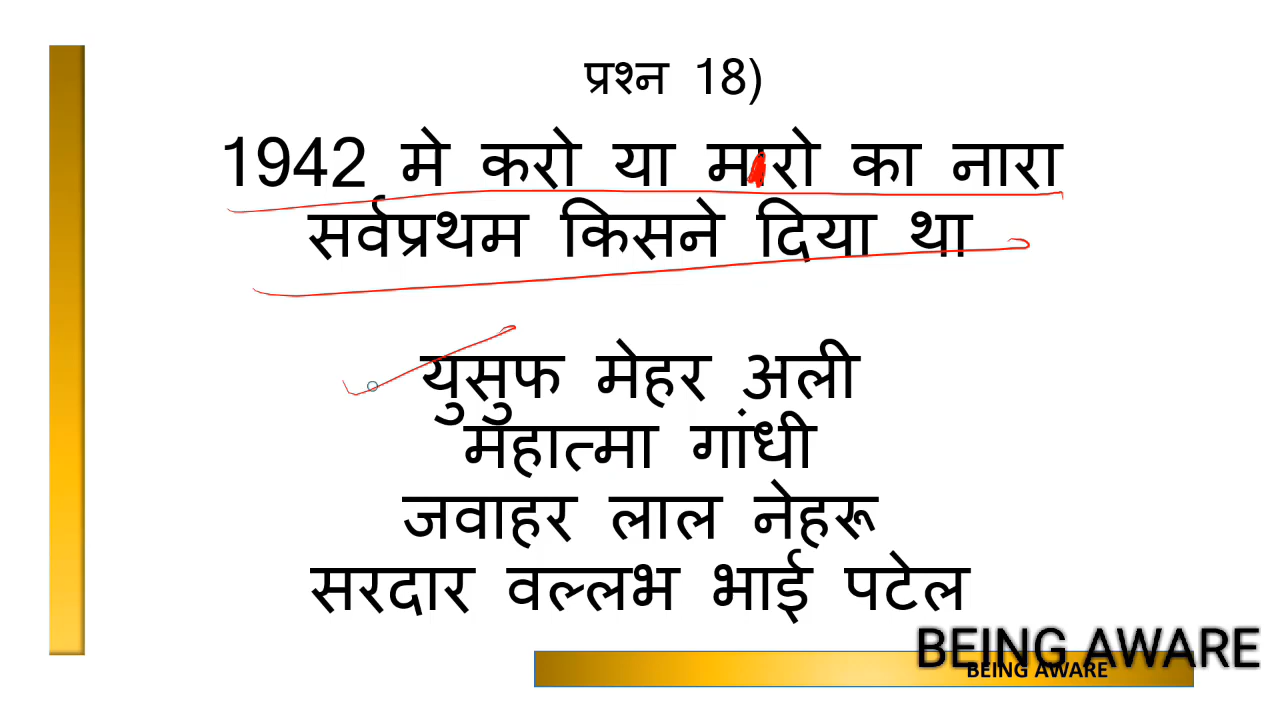 प्रश्न 18)
1942 मे करो या मारो का नारा
सर्वप्रथम किसने दिया था
युसुफ मेहर अली
महात्मा गांधी
जवाहर लाल नेहरू
सरदार वल्लभ भाई पटेल
BEING AWARE
BEING AWARE